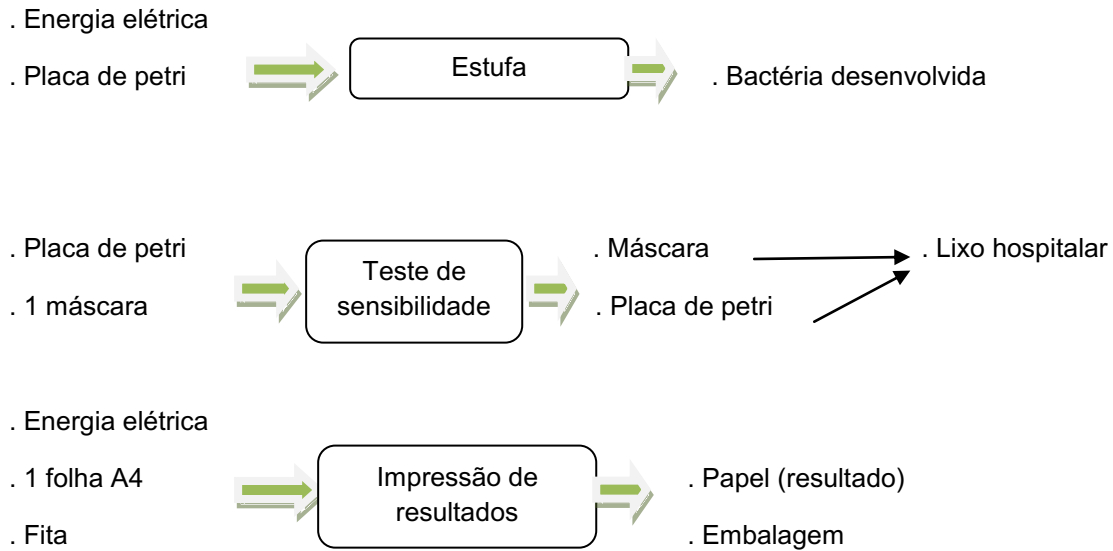 . Energia elétrica
. Placa de petri
Estufa
. Bactéria desenvolvida
. Placa de petri
. 1 máscara
Teste de
sensibilidade
. Máscara
. Placa de petri
. Lixo hospitalar
. Energia elétrica
. 1 folha A4
. Fita
Impressão de
resultados
. Papel (resultado)
. Embalagem